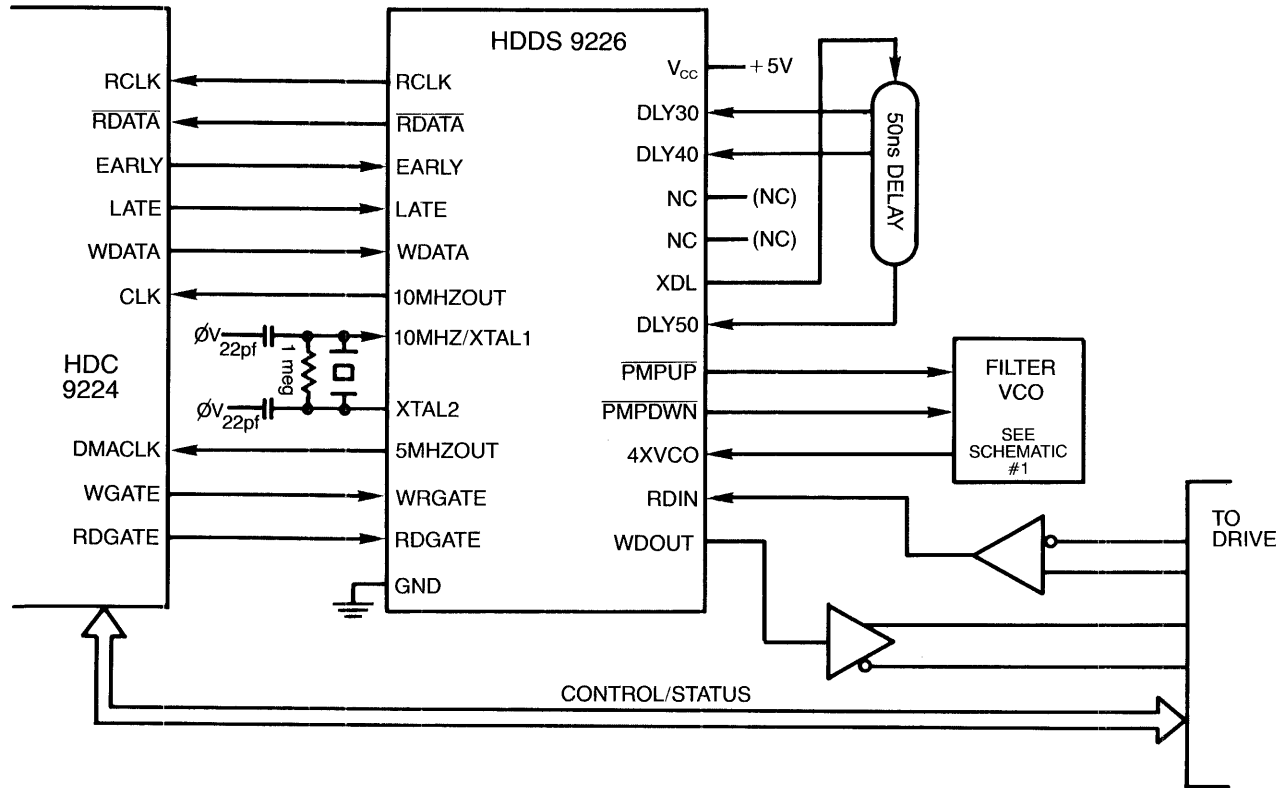 HDDS 9226
RCLK
RDATA
EARLY
LATE
WDATA
CLK
HDC
9224
DMACLK
WGATE
RDGATE
RCLK
RDATA
EARLY
LATE
WDATA
10MHZOUT
10MHZ/XTAL1
XTAL2
5MHZOUT
WRGATE
RDGATE
GND
ØV
22pf
1 meg
ØV
22pf
VCC
+5V
DLY30
DLY40
NC
(NC)
NC
(NC)
XDL
DLY50
PMPUP
PMPDWN
4XVCO
RDIN
WDOUT
50ns DELAY
FILTER
VCO
SEE
SCHEMATIC
#1
TO
DRIVE
CONTROL/STATUS